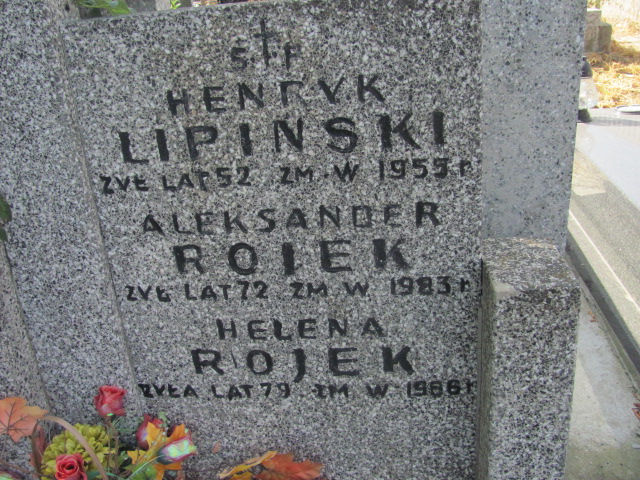 Ś P
HENRYK
LIPIŃSKI
ŻYŁ LAT 52 ZM. W 1955 r
ALEKSANDER
ROJEK
ŻYŁ LAT 72 ZM W 1983 r
HELENA
ROJEK
ŻYŁA LAT 79 ZM W 1986 r